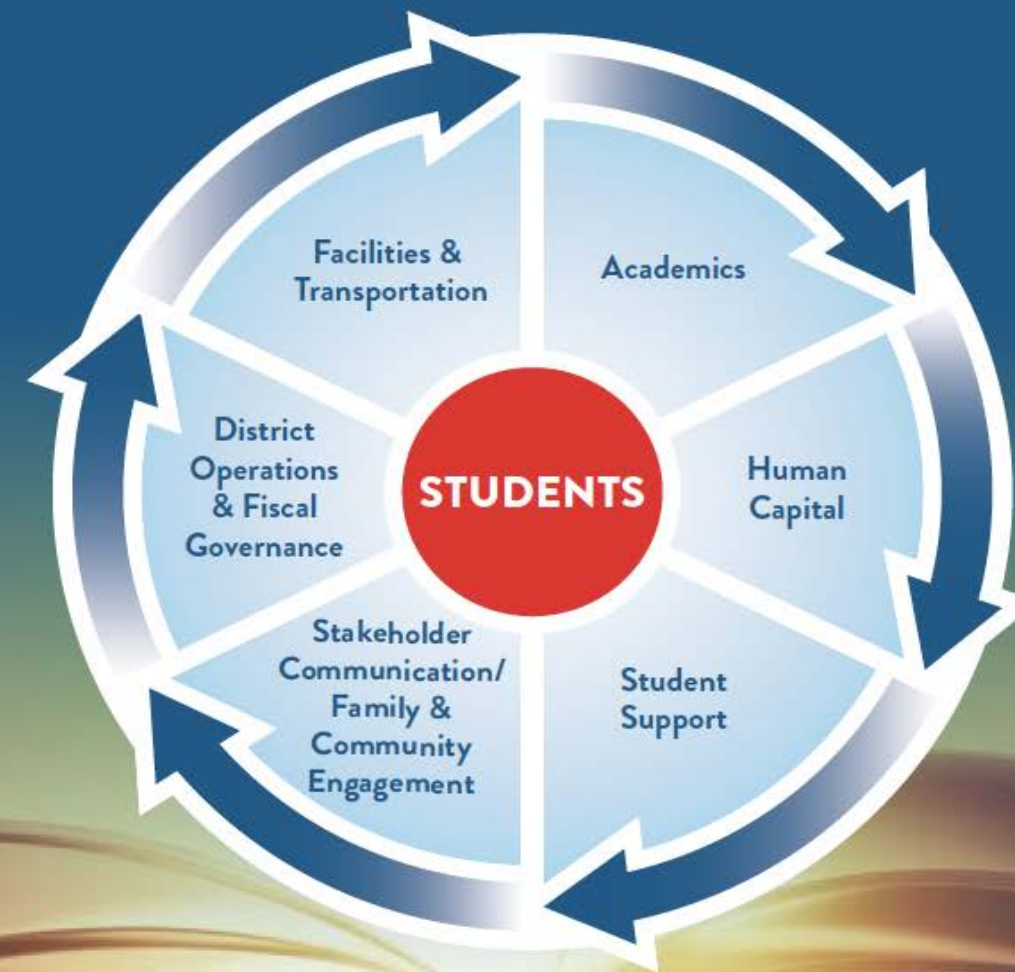 Facilities &
Transportation
Academics
District
Operations
& Fiscal
Governance
STUDENTS
Human
Capital
Stakeholder
Communication/
Family &
Community
Engagement
Student
Support